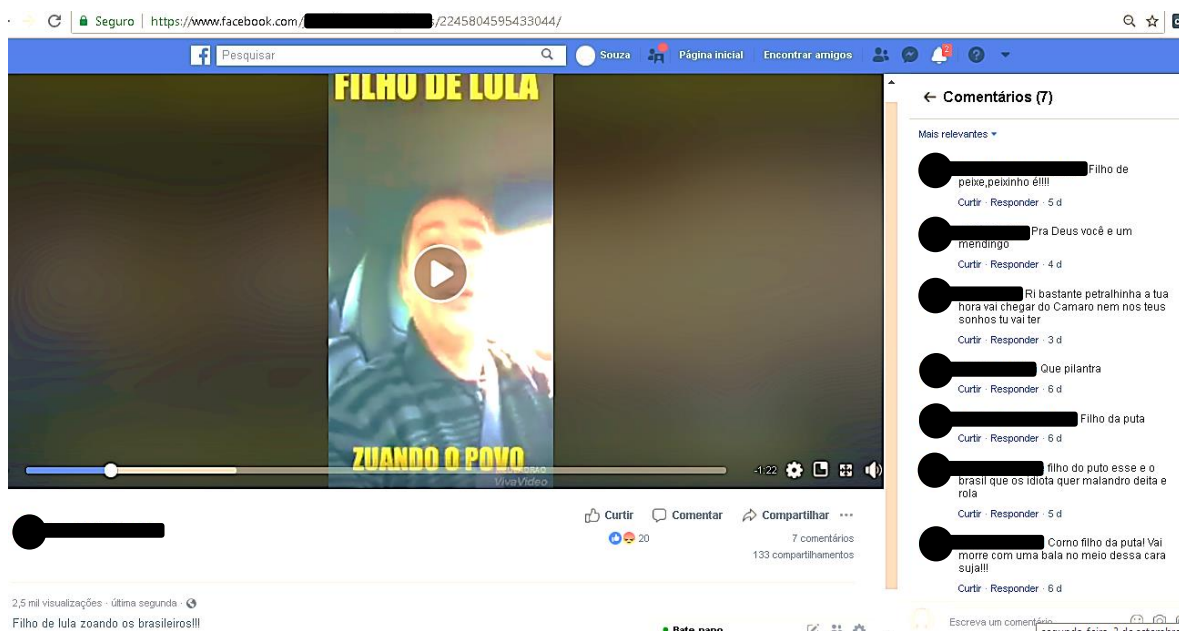 Seguro | https://www.facebook.com/
/2245804595433044/
Pesquisar
Souza
Página inicial
Encontrar amigos
2
FILHO DE LULA
ZUANDO O POVO
VivaVideo
-1:22
Curtir
Comentar
Compartilhar
20
7 comentários
133 compartilhamentos
2,5 mil visualizações · última segunda ·
Filho de lula zoando os brasileiros!!!
Bate-papo
Comentários (7)
Mais relevantes
Filho de
peixe,peixinho é!!!!
Curtir · Responder · 5 d
Pra Deus você e um
mendingo
Curtir · Responder · 4 d
Ri bastante petralhinha a tua
hora vai chegar do Camaro nem nos teus
sonhos tu vai ter
Curtir · Responder · 3 d
Que pilantra
Curtir · Responder · 6 d
Filho da puta
Curtir · Responder · 6 d
filho do puto esse e o
brasil que os idiota quer malandro deita e
rola
Curtir · Responder · 5 d
Corno filho da puta! Vai
morre com uma bala no meio dessa cara
suja!!!
Curtir · Responder · 6 d
Escreva um comentário